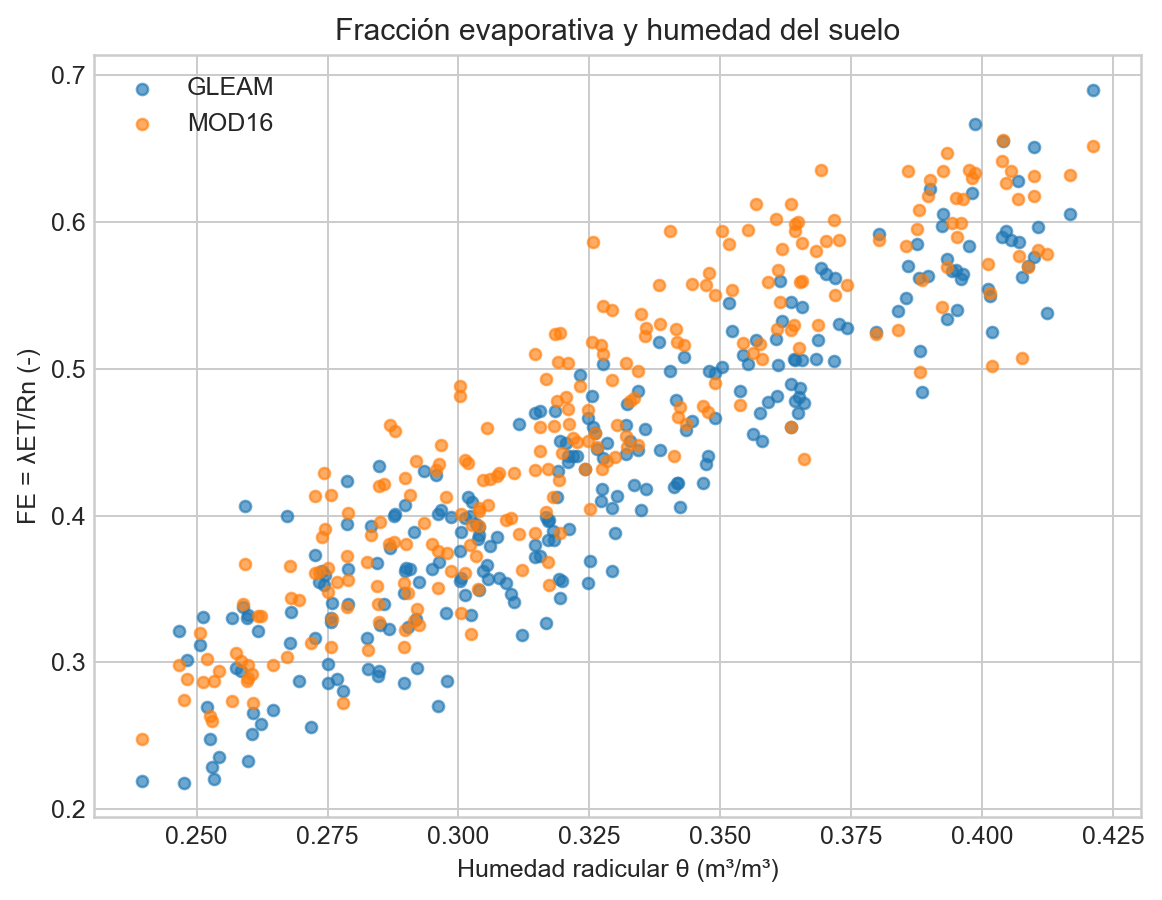 Fracción evaporativa y humedad del suelo
GLEAM
MOD16
FE = λET/Rn (-)
0.7
0.6
0.5
0.4
0.3
0.2
0.250 0.275 0.300 0.325 0.350 0.375 0.400 0.425
Humedad radicular θ (m³/m³)